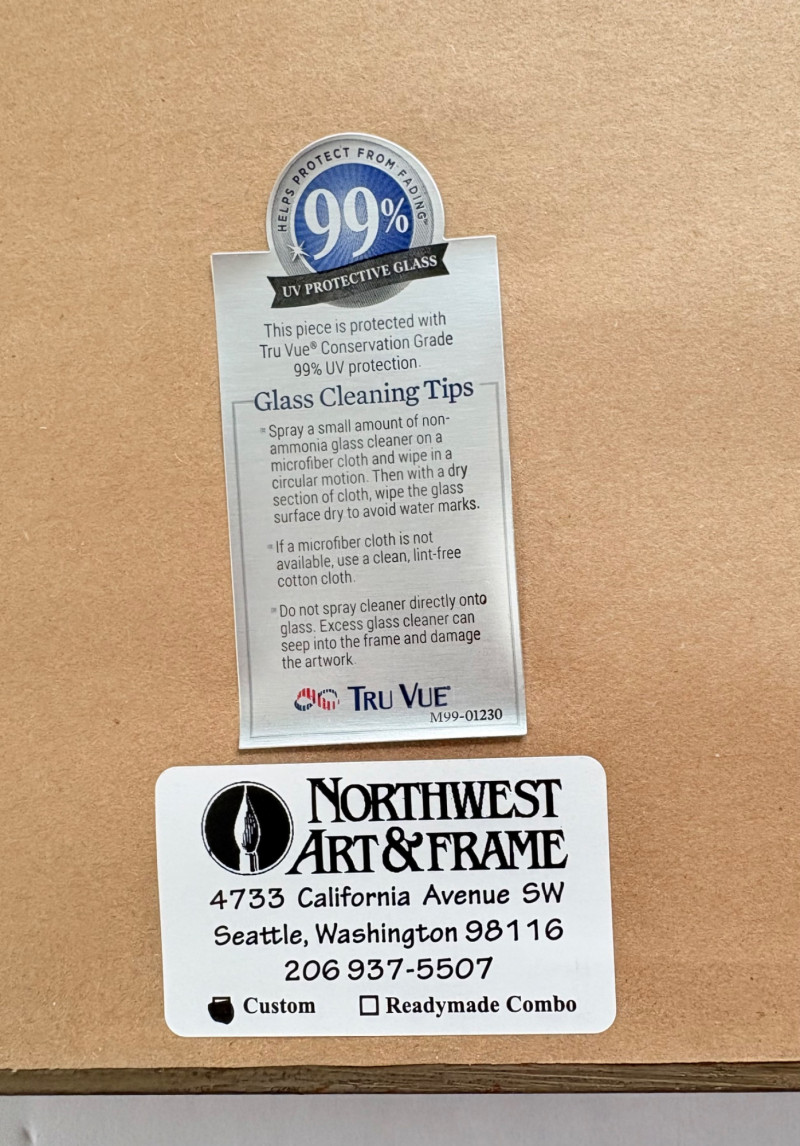 HELPS PROTECT FROM FADING™
99%
UV PROTECTIVE GLASS
This piece is protected with
Tru Vue® Conservation Grade
99% UV protection.
Glass Cleaning Tips
Spray a small amount of non-
ammonia glass cleaner on a
microfiber cloth and wipe in a
circular motion. Then with a dry
section of cloth, wipe the glass
surface dry to avoid water marks.
If a microfiber cloth is not
available, use a clean, lint-free
cotton cloth.
Do not spray cleaner directly onto
glass. Excess glass cleaner can
seep into the frame and damage
the artwork.
TRU VUE®
M99-01230
NORTHWEST
ART & FRAME
4733 California Avenue SW
Seattle, Washington 98116
206 937-5507
Custom Readymade Combo